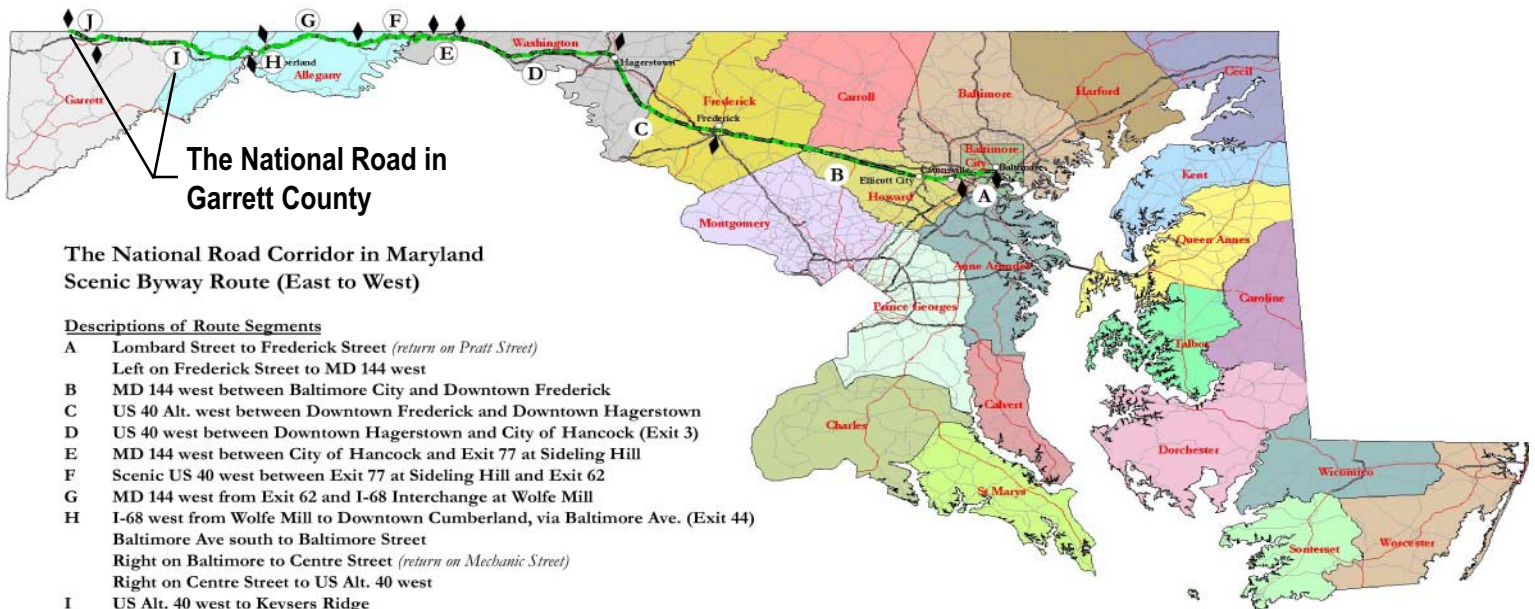 J
G
F
I
H
E
D
C
B
A
Washington
Hagerstown
Allegany
Garrett
Frederick
Frederick
Carroll
Baltimore
Harford
Cecil
Baltimore
City
Baltimore
Catonsville
Ellicott City
Howard
Kent
Montgomery
Queen Annes
Anne Arundel
Prince Georges
Caroline
Talbot
Calvert
Charles
Dorchester
St Marys
Wicomico
Somerset
Worcester
The National Road in
Garrett County
The National Road Corridor in Maryland
Scenic Byway Route (East to West)
Descriptions of Route Segments
A Lombard Street to Frederick Street (return on Pratt Street)
Left on Frederick Street to MD 144 west
B MD 144 west between Baltimore City and Downtown Frederick
C US 40 Alt. west between Downtown Frederick and Downtown Hagerstown
D US 40 west between Downtown Hagerstown and City of Hancock (Exit 3)
E MD 144 west between City of Hancock and Exit 77 at Sideling Hill
F Scenic US 40 west between Exit 77 at Sideling Hill and Exit 62
G MD 144 west from Exit 62 and I-68 Interchange at Wolfe Mill
H I-68 west from Wolfe Mill to Downtown Cumberland, via Baltimore Ave. (Exit 44)
Baltimore Ave south to Baltimore Street
Right on Baltimore to Centre Street (return on Mechanic Street)
Right on Centre Street to US Alt. 40 west
I US Alt. 40 west to Keysers Ridge